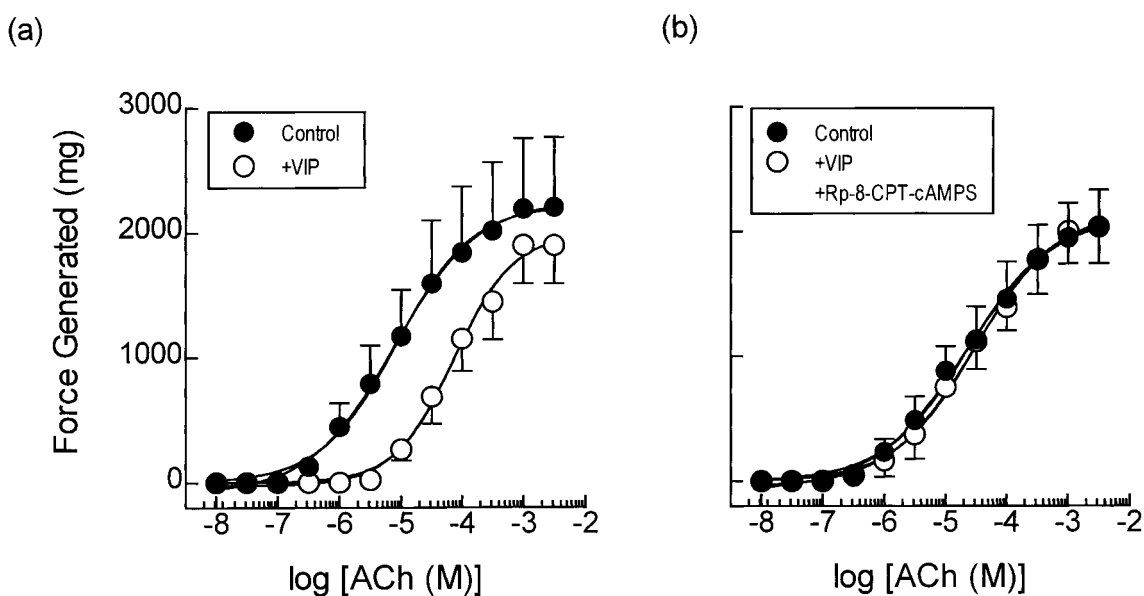 (a)
(b)
3000
2000
1000
0
Force Generated (mg)
Control
+VIP
-8 -7 -6 -5 -4 -3 -2
log [ACh (M)]
Control
+VIP
+Rp-8-CPT-cAMPS
-8 -7 -6 -5 -4 -3 -2
log [ACh (M)]